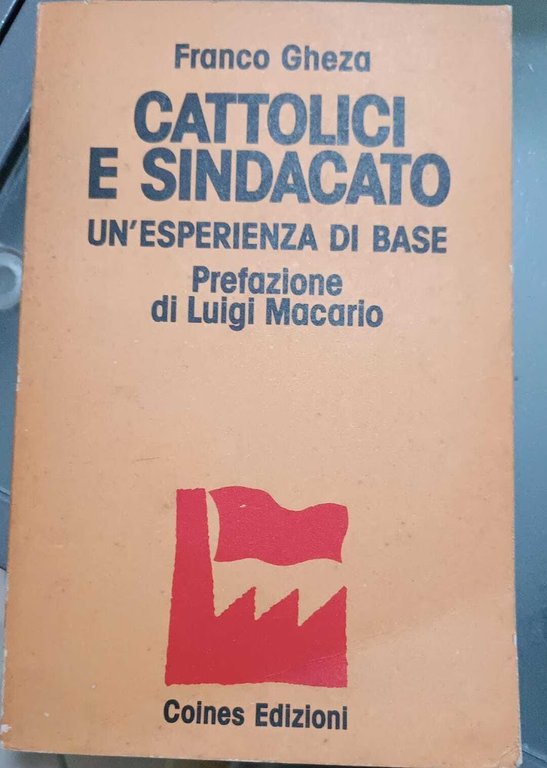 Franco Gheza
CATTOLICI
E SINDACATO
UN'ESPERIENZA DI BASE
Prefazione
di Luigi Macario
Coines Edizioni